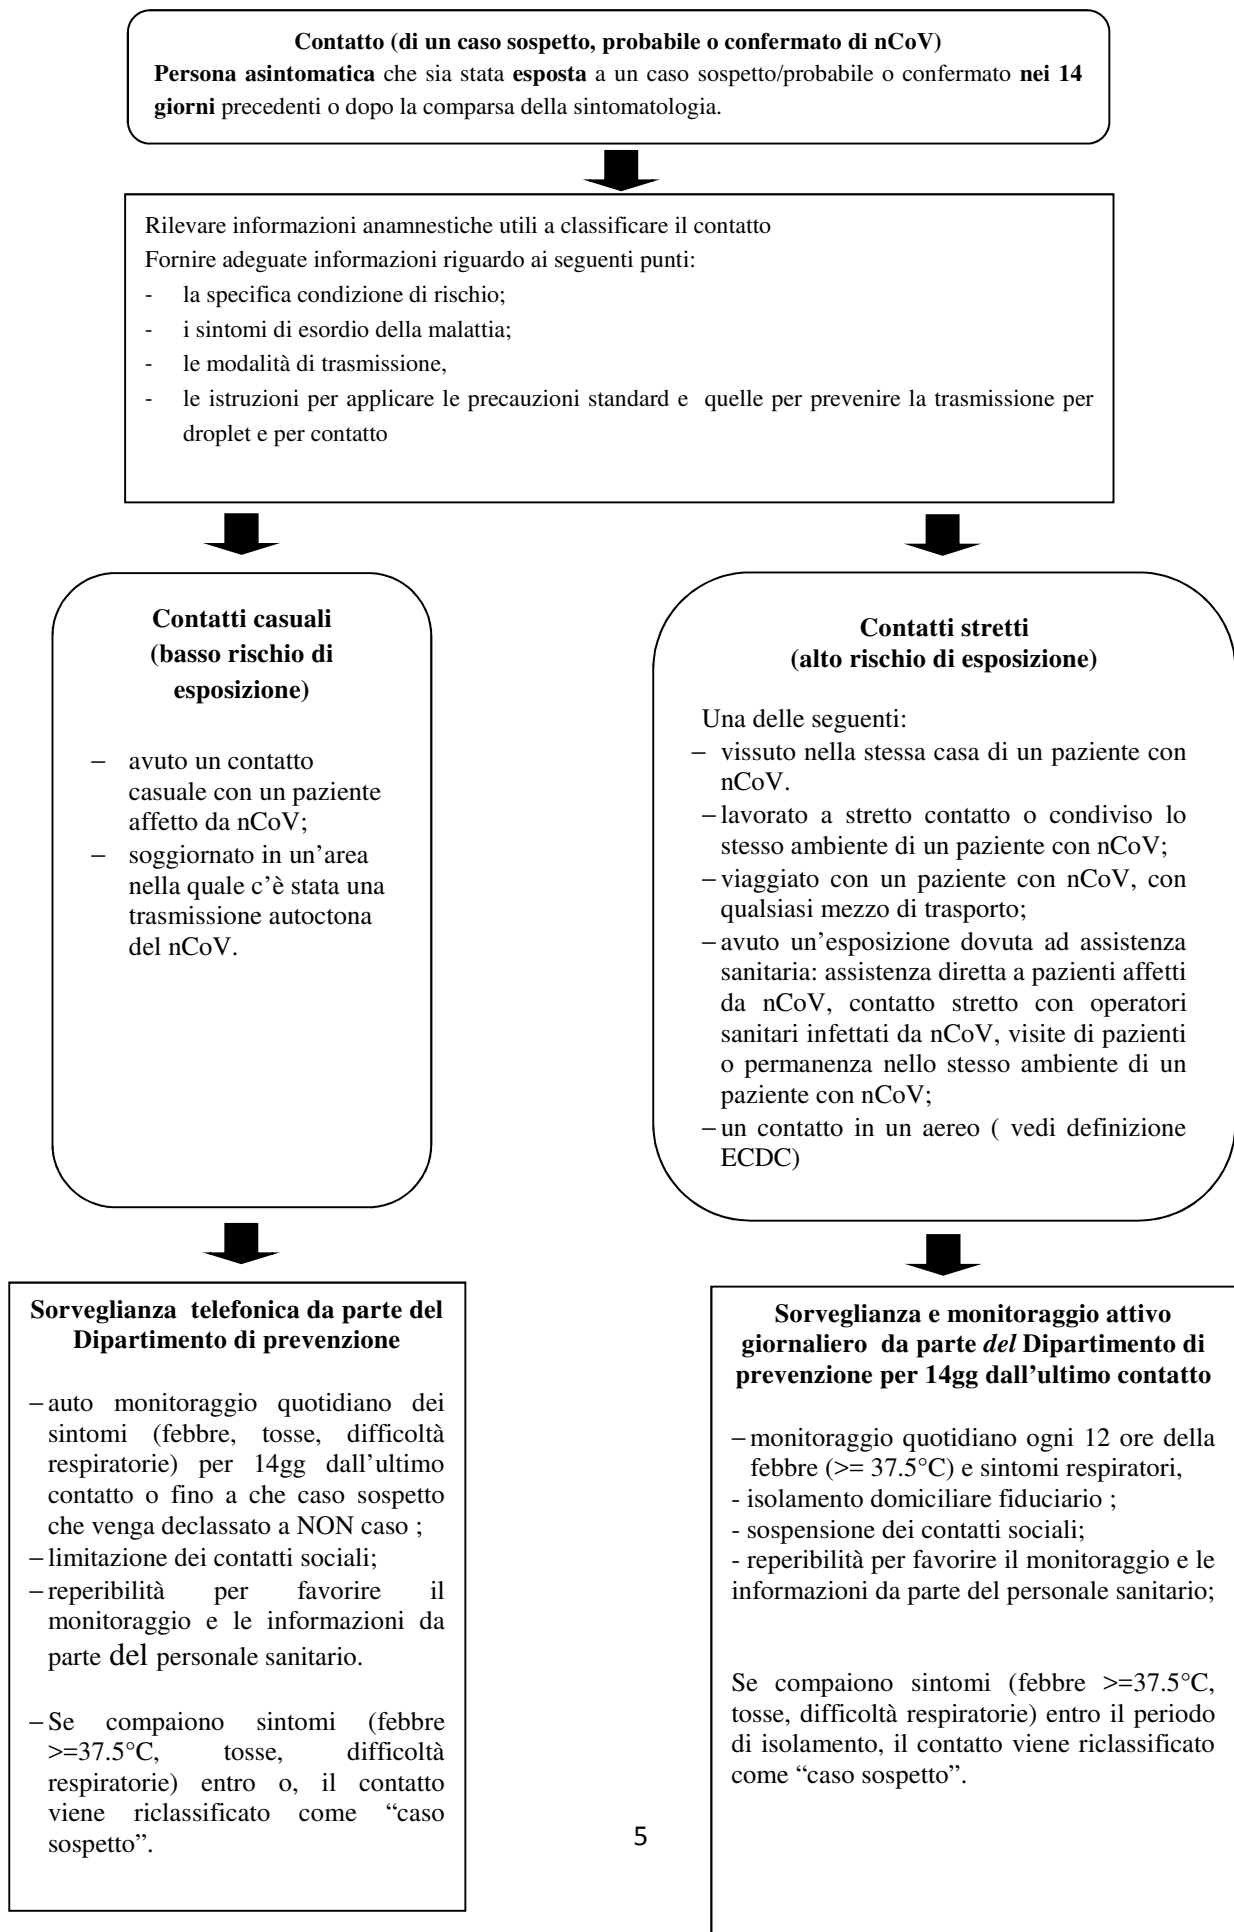 Contatto (di un caso sospetto, probabile o confermato di nCoV)
Persona asintomatica che sia stata esposta a un caso sospetto/probabile o confermato nei 14
giorni precedenti o dopo la comparsa della sintomatologia.
Rilevare informazioni anamnestiche utili a classificare il contatto
Fornire adeguate informazioni riguardo ai seguenti punti:
- la specifica condizione di rischio;
- i sintomi di esordio della malattia;
- le modalità di trasmissione,
- le istruzioni per applicare le precauzioni standard e quelle per prevenire la trasmissione per
droplet e per contatto
Contatti casuali
(basso rischio di
esposizione)
– avuto un contatto
casuale con un paziente
affetto da nCoV;
– soggiornato in un’area
nella quale c’è stata una
trasmissione autoctona
del nCoV.
Contatti stretti
(alto rischio di esposizione)
Una delle seguenti:
– vissuto nella stessa casa di un paziente con
nCoV.
– lavorato a stretto contatto o condiviso lo
stesso ambiente di un paziente con nCoV;
– viaggiato con un paziente con nCoV, con
qualsiasi mezzo di trasporto;
– avuto un’esposizione dovuta ad assistenza
sanitaria: assistenza diretta a pazienti affetti
da nCoV, contatto stretto con operatori
sanitari infettati da nCoV, visite di pazienti
o permanenza nello stesso ambiente di un
paziente con nCoV;
– un contatto in un aereo ( vedi definizione
ECDC)
Sorveglianza telefonica da parte del
Dipartimento di prevenzione
– auto monitoraggio quotidiano dei
sintomi (febbre, tosse, difficoltà
respiratorie) per 14gg dall’ultimo
contatto o fino a che caso sospetto
che venga declassato a NON caso ;
– limitazione dei contatti sociali;
– reperibilità per favorire il
monitoraggio e le informazioni da
parte del personale sanitario.
– Se compaiono sintomi (febbre
>=37.5°C, tosse, difficoltà
respiratorie) entro o, il contatto
viene riclassificato come “caso
sospetto”.
Sorveglianza e monitoraggio attivo
giornaliero da parte del Dipartimento di
prevenzione per 14gg dall’ultimo contatto
– monitoraggio quotidiano ogni 12 ore della
febbre (>= 37.5°C) e sintomi respiratori,
- isolamento domiciliare fiduciario ;
- sospensione dei contatti sociali;
- reperibilità per favorire il monitoraggio e le
informazioni da parte del personale sanitario;
Se compaiono sintomi (febbre >=37.5°C,
tosse, difficoltà respiratorie) entro il periodo
di isolamento, il contatto viene riclassificato
come “caso sospetto”.
5